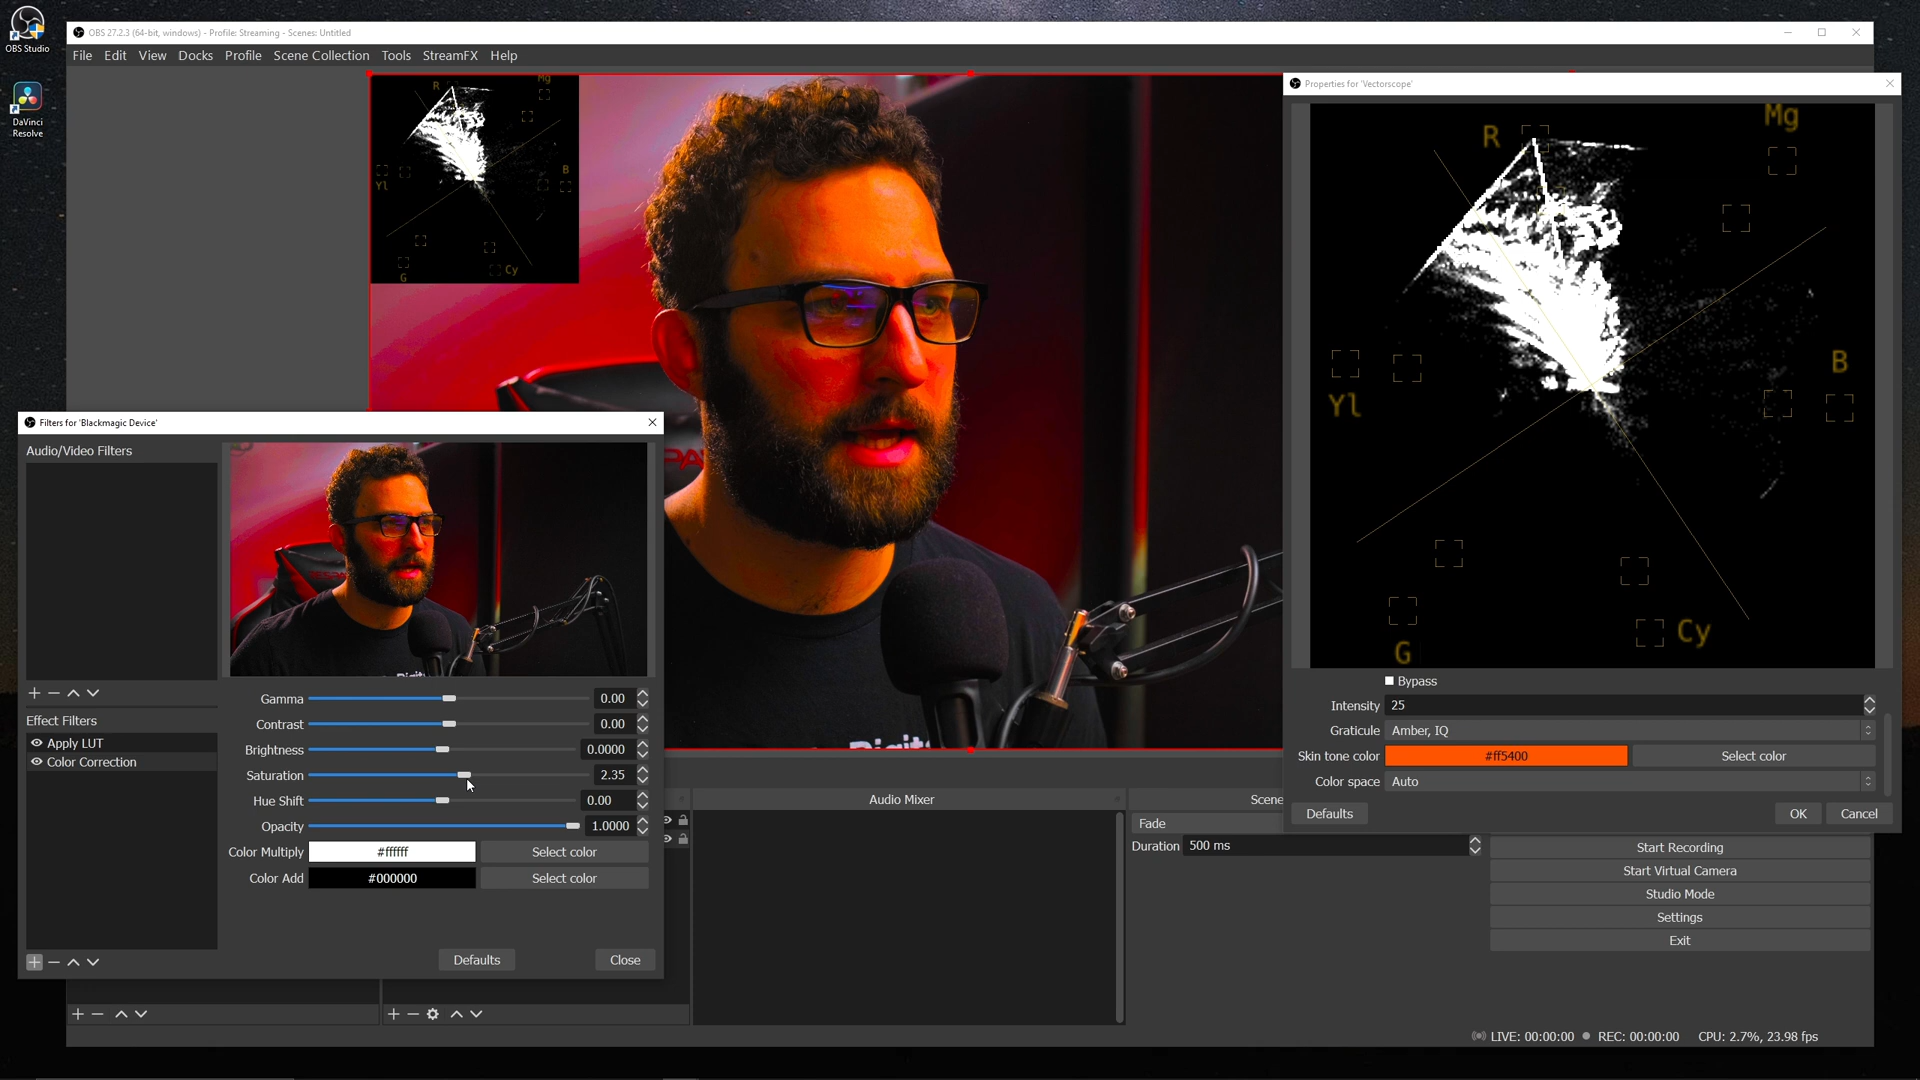 OBS Studio
DaVinci
Resolve
OBS 27.2.3 (64-bit, windows) - Profile: Streaming - Scenes: Untitled
File Edit View Docks Profile Scene Collection Tools StreamFX Help
R
Mg
Yl
B
G
Cy
Properties for 'Vectorscope'
R
Mg
Yl
B
G
Cy
Bypass
Intensity 25
Graticule Amber, IQ
Skin tone color #ff5400 Select color
Color space Auto
Defaults OK Cancel
Filters for 'Blackmagic Device'
Audio/Video Filters
Effect Filters
Apply LUT
Color Correction
Gamma 0.00
Contrast 0.00
Brightness 0.0000
Saturation 2.35
Hue Shift 0.00
Opacity 1.0000
Color Multiply #ffffff Select color
Color Add #000000 Select color
Defaults Close
Audio Mixer
Scene
Fade
Duration 500 ms
Start Recording
Start Virtual Camera
Studio Mode
Settings
Exit
LIVE: 00:00:00 REC: 00:00:00 CPU: 2.7%, 23.98 fps